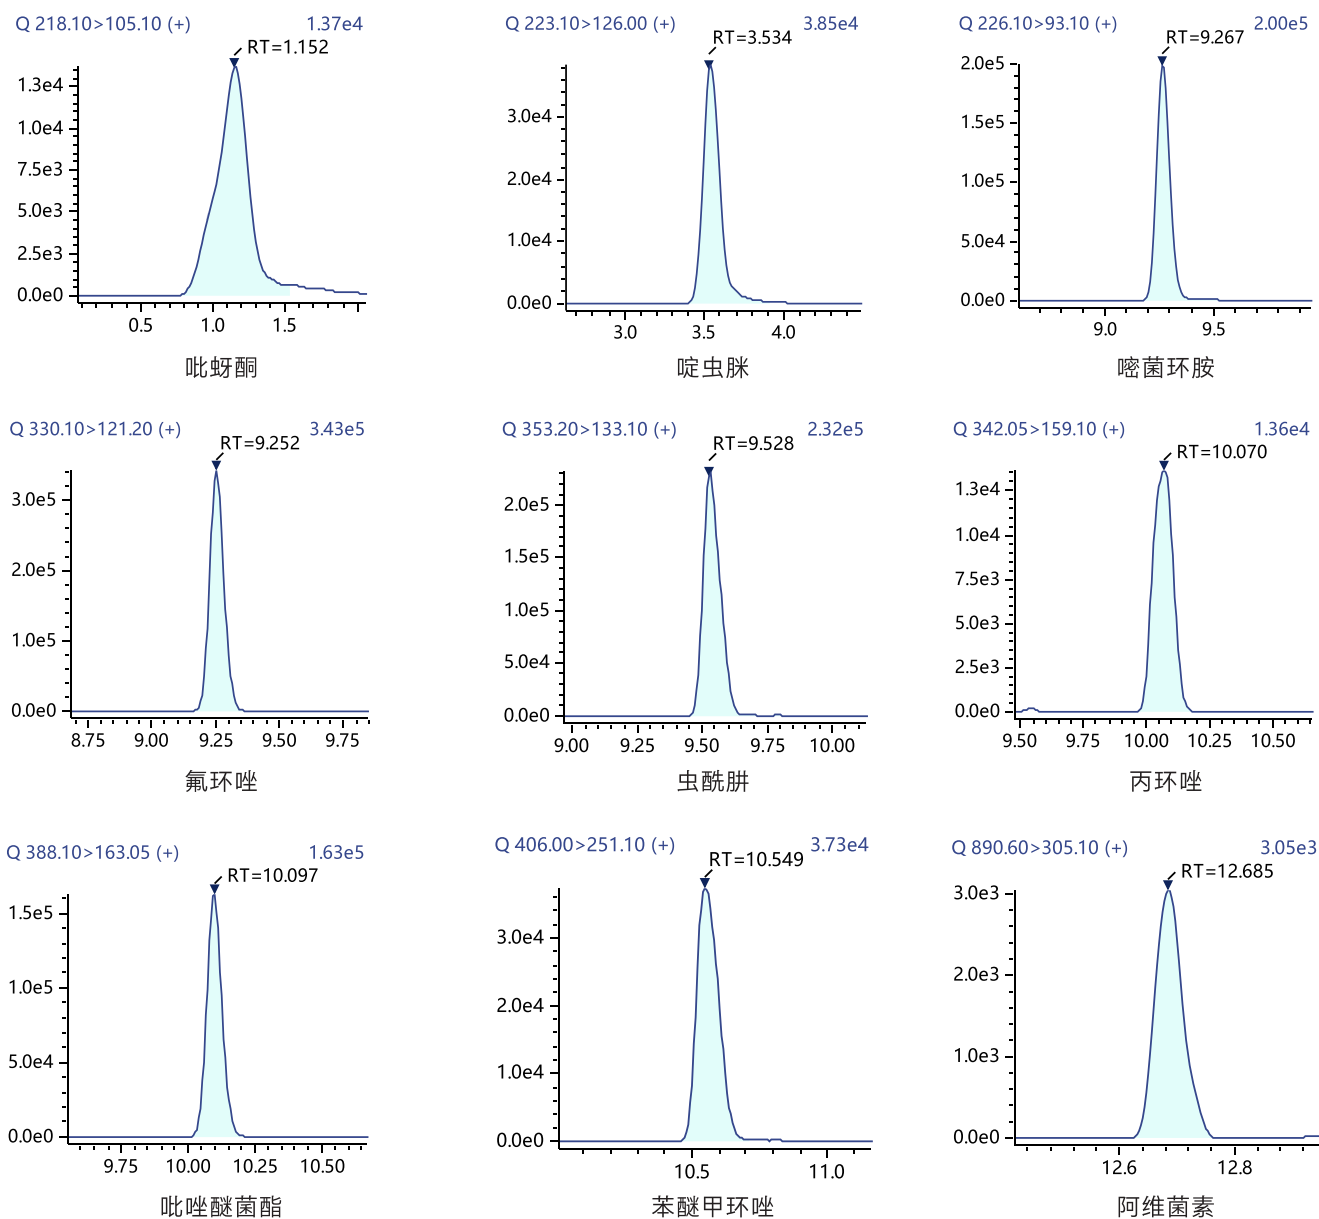 Q 218.10>105.10 (+) 1.37e4
RT=1.152
1.3e4
1.0e4
7.5e3
5.0e3
2.5e3
0.0e0
0.5 1.0 1.5
吡蚜酮
Q 223.10>126.00 (+) 3.85e4
RT=3.534
3.0e4
2.0e4
1.0e4
0.0e0
3.0 3.5 4.0
啶虫脒
Q 226.10>93.10 (+) 2.00e5
RT=9.267
2.0e5
1.5e5
1.0e5
5.0e4
0.0e0
9.0 9.5
嘧菌环胺
Q 330.10>121.20 (+) 3.43e5
RT=9.252
3.0e5
2.0e5
1.0e5
0.0e0
8.75 9.00 9.25 9.50 9.75
氟环唑
Q 353.20>133.10 (+) 2.32e5
RT=9.528
2.0e5
1.5e5
1.0e5
5.0e4
0.0e0
9.00 9.25 9.50 9.75 10.00
虫酰肼
Q 342.05>159.10 (+) 1.36e4
RT=10.070
1.3e4
1.0e4
7.5e3
5.0e3
2.5e3
0.0e0
9.50 9.75 10.00 10.25 10.50
丙环唑
Q 388.10>163.05 (+) 1.63e5
RT=10.097
1.5e5
1.0e5
5.0e4
0.0e0
9.75 10.00 10.25 10.50
吡唑醚菌酯
Q 406.00>251.10 (+) 3.73e4
RT=10.549
3.0e4
2.0e4
1.0e4
0.0e0
10.5 11.0
苯醚甲环唑
Q 890.60>305.10 (+) 3.05e3
RT=12.685
3.0e3
2.0e3
1.0e3
0.0e0
12.6 12.8
阿维菌素